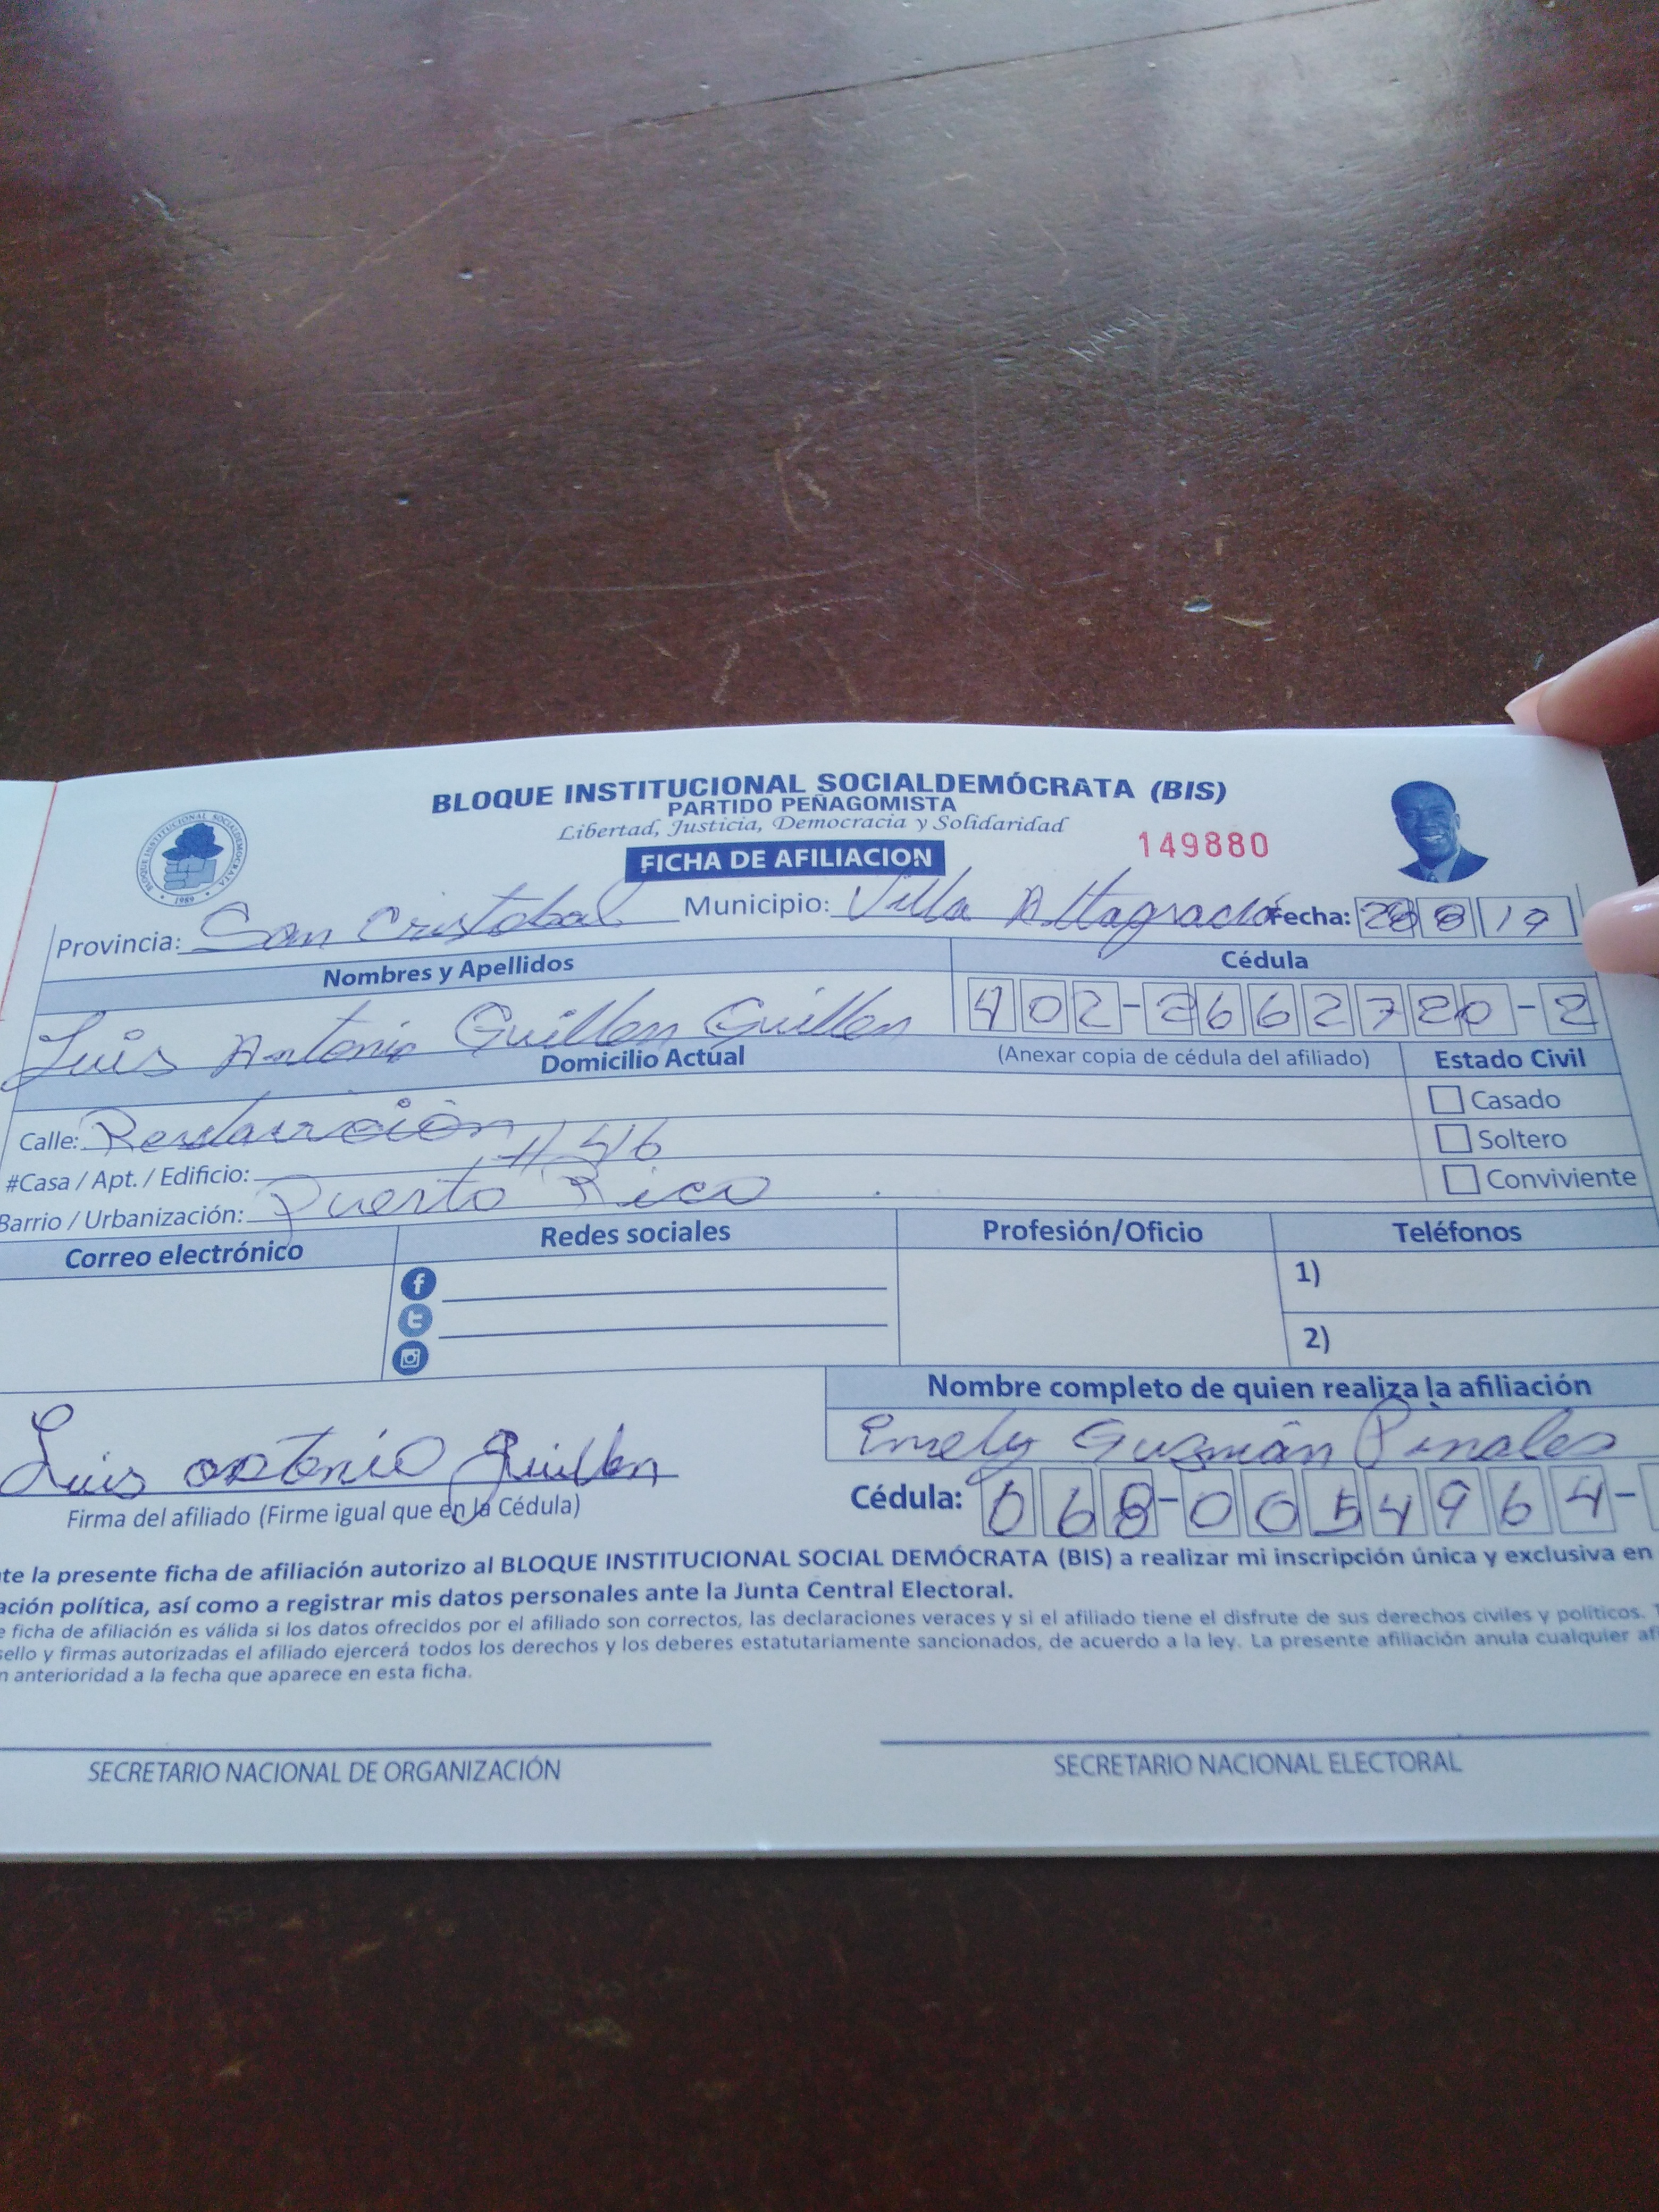 BLOQUE INSTITUCIONAL SOCIALDEMÓCRATA (BIS)
PARTIDO PEÑAGOMISTA
Libertad, Justicia, Democracia y Solidaridad
BLOQUE INSTITUCIONAL SOCIALDEMÓCRATA
1989
FICHA DE AFILIACION
149880
Provincia: San Cristobal Municipio: Villa Altagracia Fecha: 28 8 19
Nombres y Apellidos Cédula
Luis Antonio Guillen Guillen 402-2662720-2
Domicilio Actual (Anexar copia de cédula del afiliado) Estado Civil
Casado
Calle: Restauración Soltero
#Casa / Apt. / Edificio: # 46 Conviviente
Barrio / Urbanización: Puerto Rico
Correo electrónico Redes sociales Profesión/Oficio Teléfonos
1)
2)
Nombre completo de quien realiza la afiliación
Emely Guzmán Pinales
Luis antonio Guillen
Firma del afiliado (Firme igual que en la Cédula) Cédula: 068-0054964-
te la presente ficha de afiliación autorizo al BLOQUE INSTITUCIONAL SOCIAL DEMÓCRATA (BIS) a realizar mi inscripción única y exclusiva en
ación política, así como a registrar mis datos personales ante la Junta Central Electoral.
e ficha de afiliación es válida si los datos ofrecidos por el afiliado son correctos, las declaraciones veraces y si el afiliado tiene el disfrute de sus derechos civiles y políticos.
sello y firmas autorizadas el afiliado ejercerá todos los derechos y los deberes estatutariamente sancionados, de acuerdo a la ley. La presente afiliación anula cualquier af
n anterioridad a la fecha que aparece en esta ficha.
SECRETARIO NACIONAL DE ORGANIZACIÓN SECRETARIO NACIONAL ELECTORAL